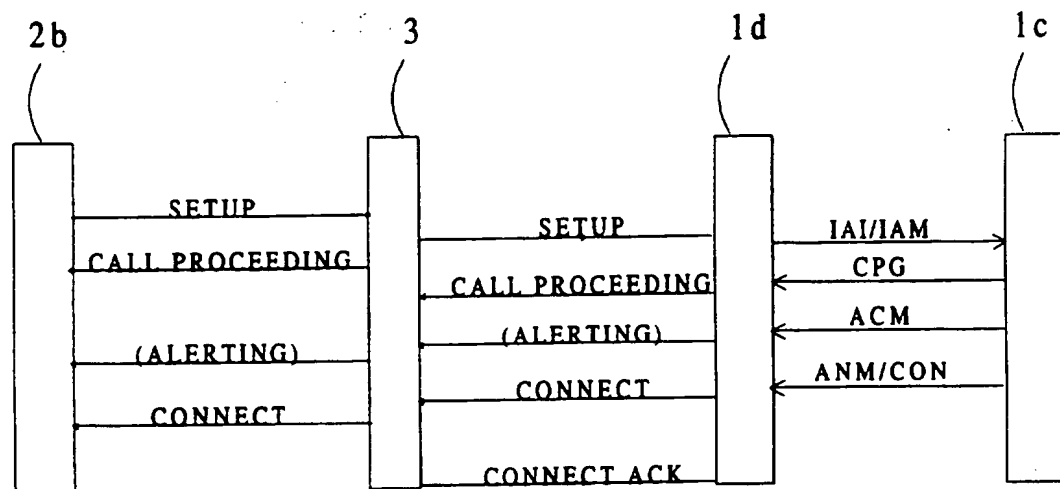 2b 3 1d 1c
SETUP
SETUP
IAI/IAM
CALL PROCEEDING
CPG
CALL PROCEEDING
ACM
(ALERTING)
(ALERTING)
ANM/CON
CONNECT
CONNECT
CONNECT ACK